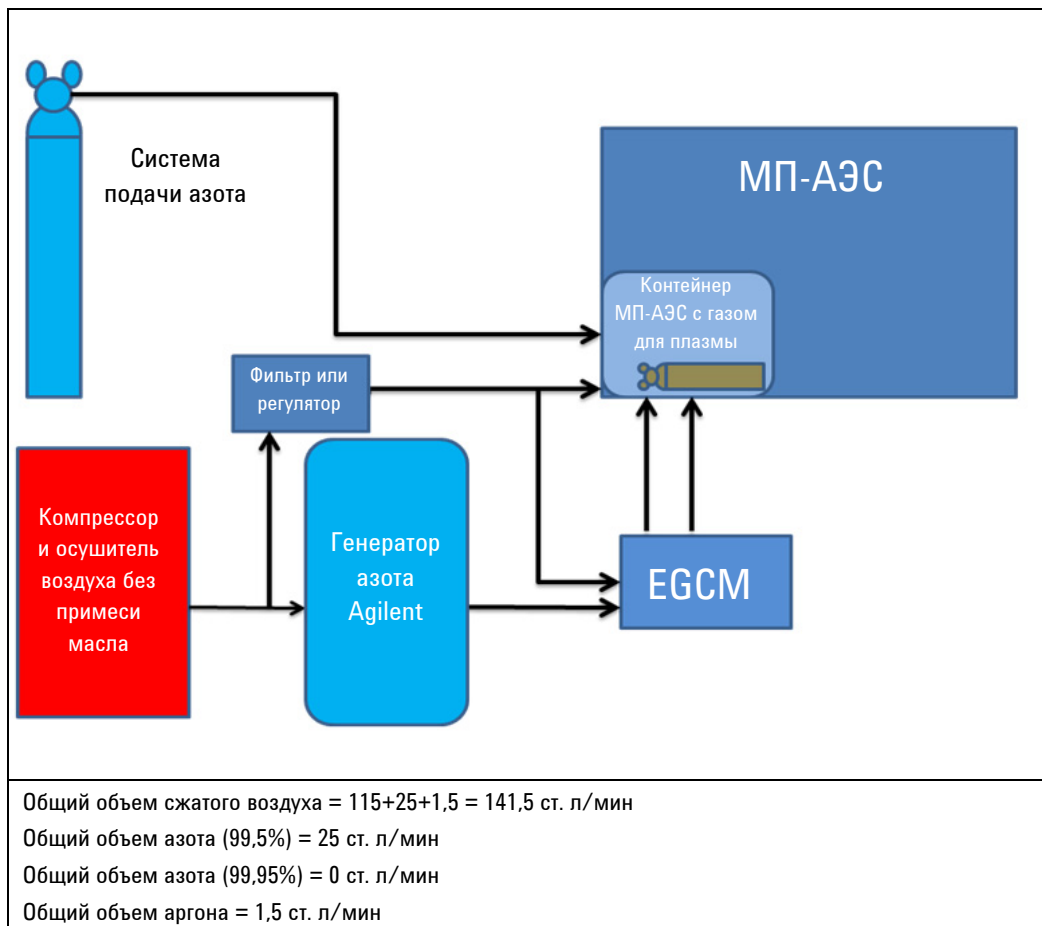 Система
подачи азота
МП-АЭС
Контейнер
МП-АЭС с газом
для плазмы
Фильтр или
регулятор
Компрессор
и осушитель
воздуха без
примеси
масла
Генератор
азота
Agilent
EGCM
Общий объем сжатого воздуха = 115+25+1,5 = 141,5 ст. л/мин
Общий объем азота (99,5%) = 25 ст. л/мин
Общий объем азота (99,95%) = 0 ст. л/мин
Общий объем аргона = 1,5 ст. л/мин